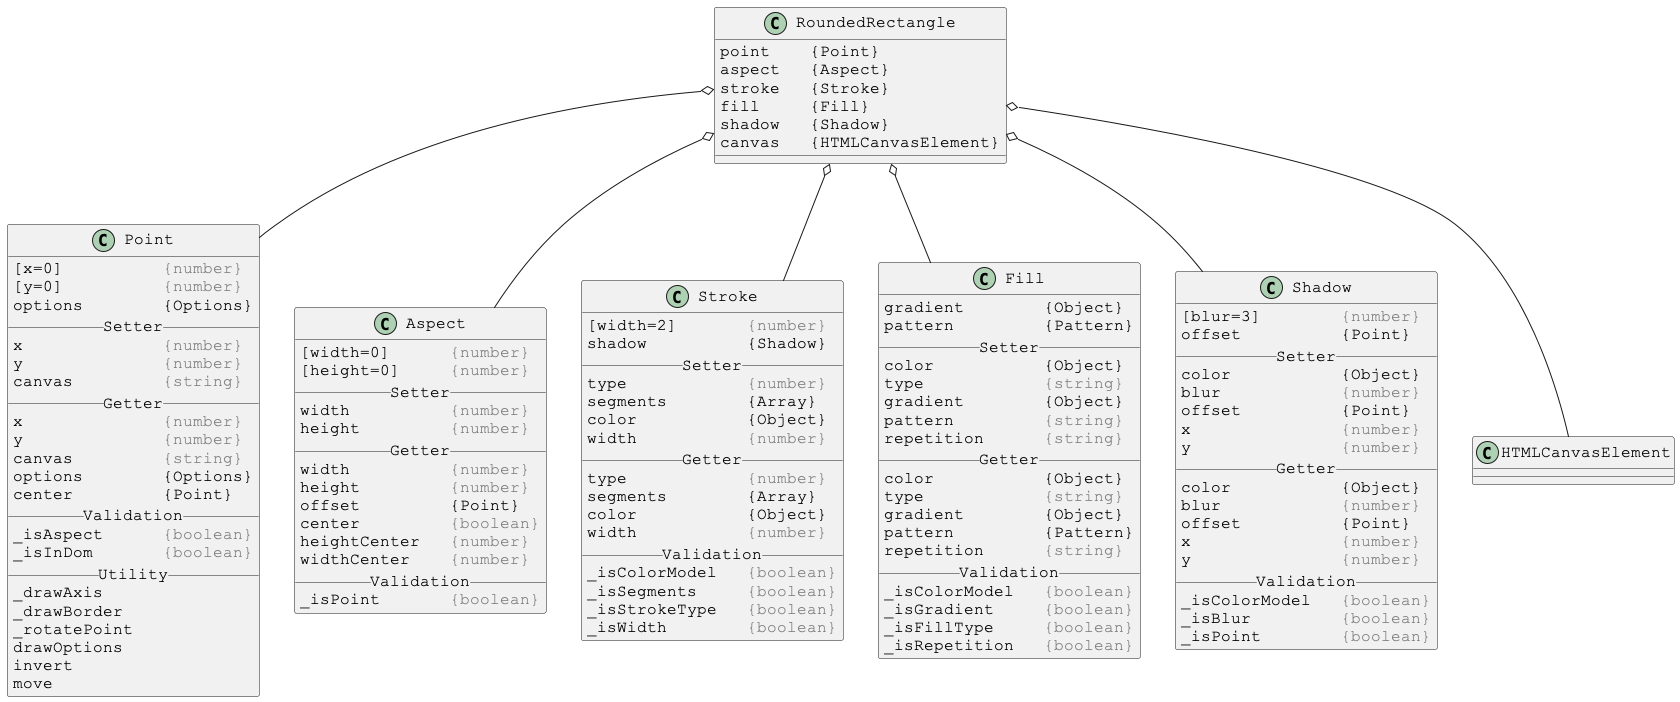 C RoundedRectangle
point {Point}
aspect {Aspect}
stroke {Stroke}
fill {Fill}
shadow {Shadow}
canvas {HTMLCanvasElement}
C Point
[x=0] {number}
[y=0] {number}
options {Options}
Setter
x {number}
y {number}
canvas {string}
Getter
x {number}
y {number}
canvas {string}
options {Options}
center {Point}
Validation
_isAspect {boolean}
_isInDom {boolean}
Utility
_drawAxis
_drawBorder
_rotatePoint
drawOptions
invert
move
C Aspect
[width=0] {number}
[height=0] {number}
Setter
width {number}
height {number}
Getter
width {number}
height {number}
offset {Point}
center {boolean}
heightCenter {number}
widthCenter {number}
Validation
_isPoint {boolean}
C Stroke
[width=2] {number}
shadow {Shadow}
Setter
type {number}
segments {Array}
color {Object}
width {number}
Getter
type {number}
segments {Array}
color {Object}
width {number}
Validation
_isColorModel {boolean}
_isSegments {boolean}
_isStrokeType {boolean}
_isWidth {boolean}
C Fill
gradient {Object}
pattern {Pattern}
Setter
color {Object}
type {string}
gradient {Object}
pattern {string}
repetition {string}
Getter
color {Object}
type {string}
gradient {Object}
pattern {Pattern}
repetition {string}
Validation
_isColorModel {boolean}
_isGradient {boolean}
_isFillType {boolean}
_isRepetition {boolean}
C Shadow
[blur=3] {number}
offset {Point}
Setter
color {Object}
blur {number}
offset {Point}
x {number}
y {number}
Getter
color {Object}
blur {number}
offset {Point}
x {number}
y {number}
Validation
_isColorModel {boolean}
_isBlur {boolean}
_isPoint {boolean}
C HTMLCanvasElement